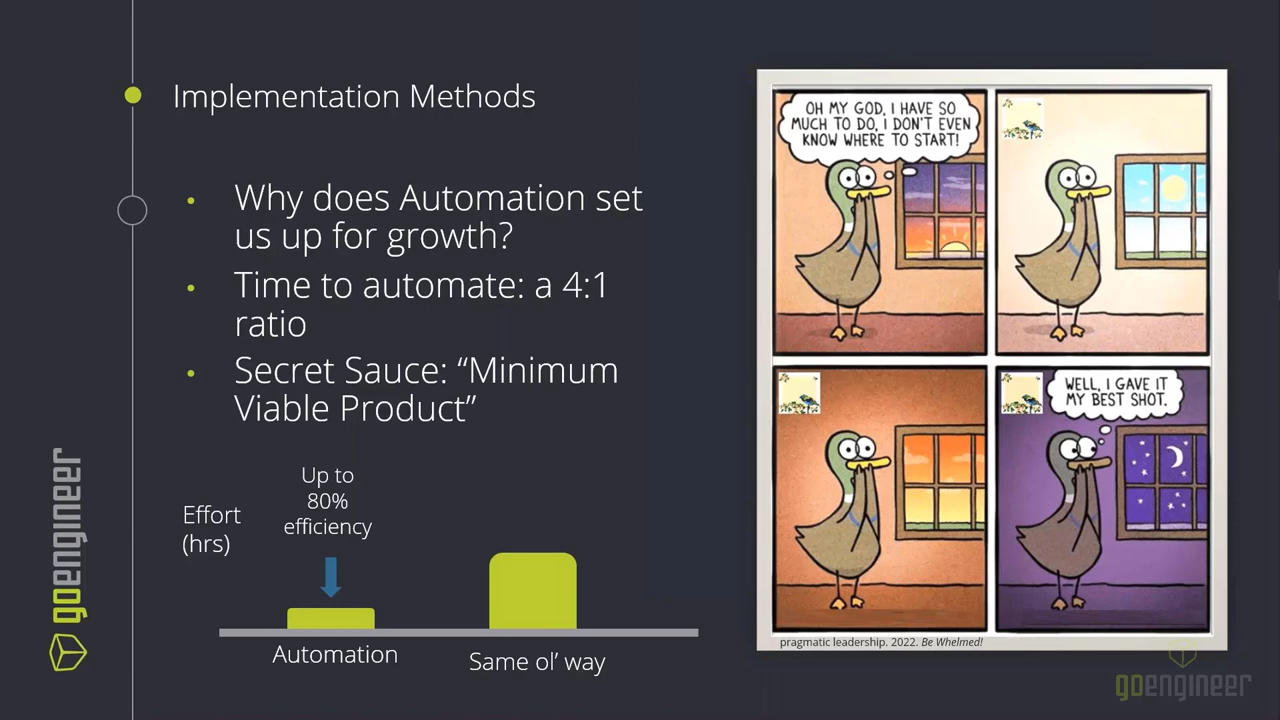 Implementation Methods
• Why does Automation set
us up for growth?
• Time to automate: a 4:1
ratio
• Secret Sauce: “Minimum
Viable Product”
Up to
80%
efficiency
Effort
(hrs)
Automation
Same ol’ way
goengineer
OH MY GOD, I HAVE SO
MUCH TO DO, I DON'T EVEN
KNOW WHERE TO START!
WELL, I GAVE IT
MY BEST SHOT.
pragmatic leadership. 2022. Be Whelmed!
goengineer